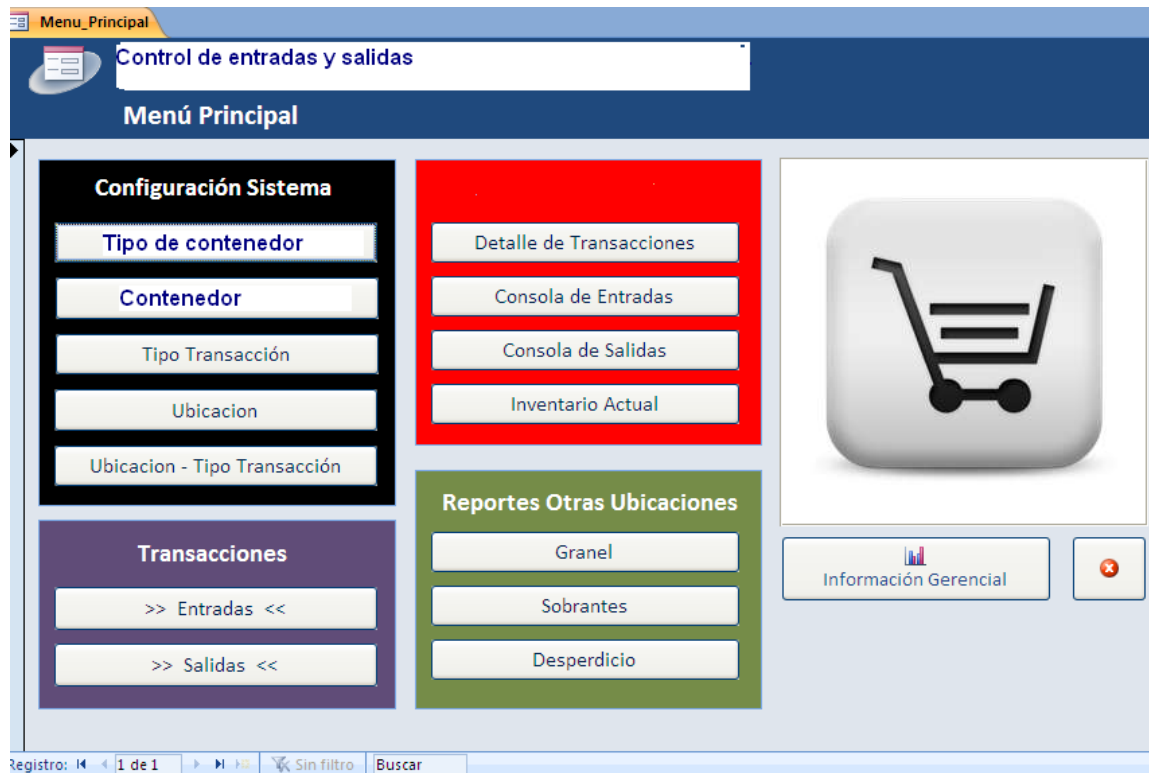 Menu_Principal
Control de entradas y salidas
Menú Principal
Configuración Sistema
Tipo de contenedor
Contenedor
Tipo Transacción
Ubicacion
Ubicacion - Tipo Transacción
Transacciones
>> Entradas <<
>> Salidas <<
Detalle de Transacciones
Consola de Entradas
Consola de Salidas
Inventario Actual
Reportes Otras Ubicaciones
Granel
Sobrantes
Desperdicio
Información Gerencial
Registro: 1 de 1 Sin filtro Buscar